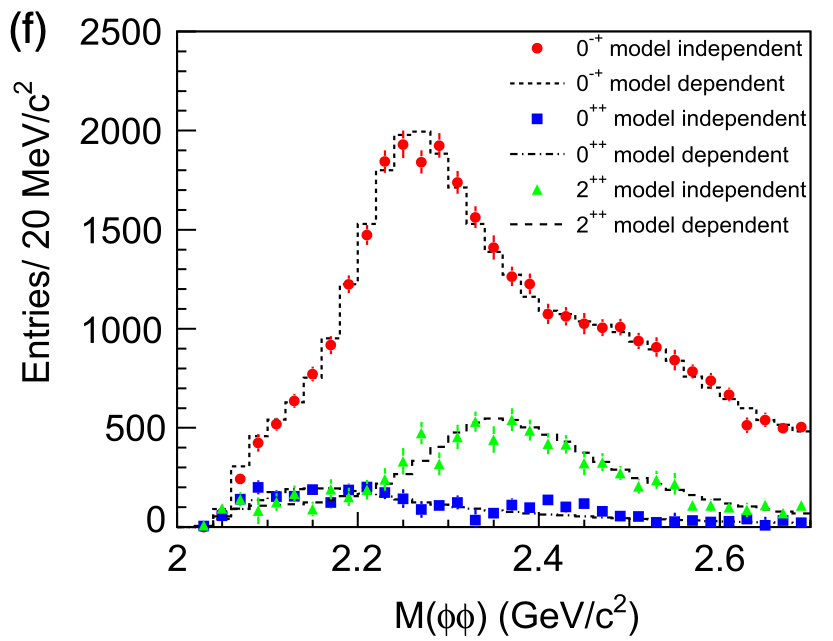 (f)
Entries/ 20 MeV/c²
2500
2000
1500
1000
500
0
0⁻⁺ model independent
0⁻⁺ model dependent
0⁺⁺ model independent
0⁺⁺ model dependent
2⁺⁺ model independent
2⁺⁺ model dependent
2
2.2
2.4
2.6
M(ϕϕ) (GeV/c²)